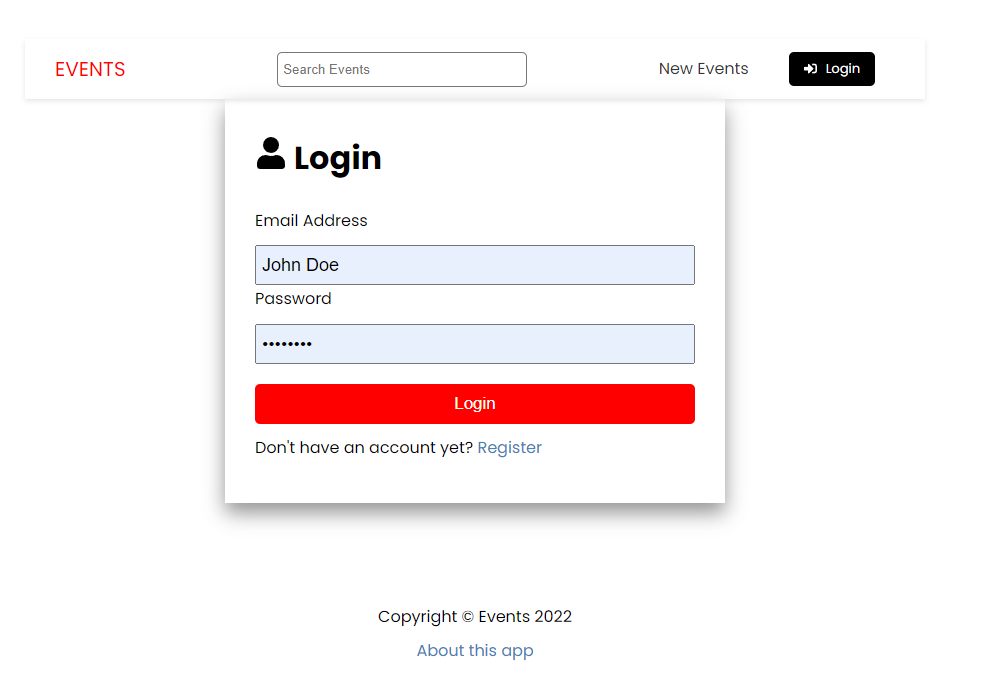 EVENTS
Search Events
New Events
Login
Login
Email Address
John Doe
Password
••••••••
Login
Don't have an account yet? Register
Copyright © Events 2022
About this app